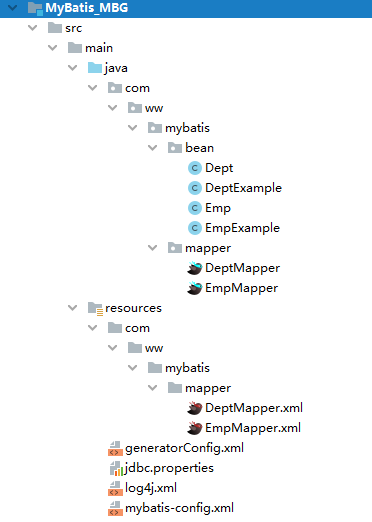 MyBatis_MBG
src
main
java
com
ww
mybatis
bean
Dept
DeptExample
Emp
EmpExample
mapper
DeptMapper
EmpMapper
resources
com
ww
mybatis
mapper
DeptMapper.xml
EmpMapper.xml
generatorConfig.xml
jdbc.properties
log4j.xml
mybatis-config.xml